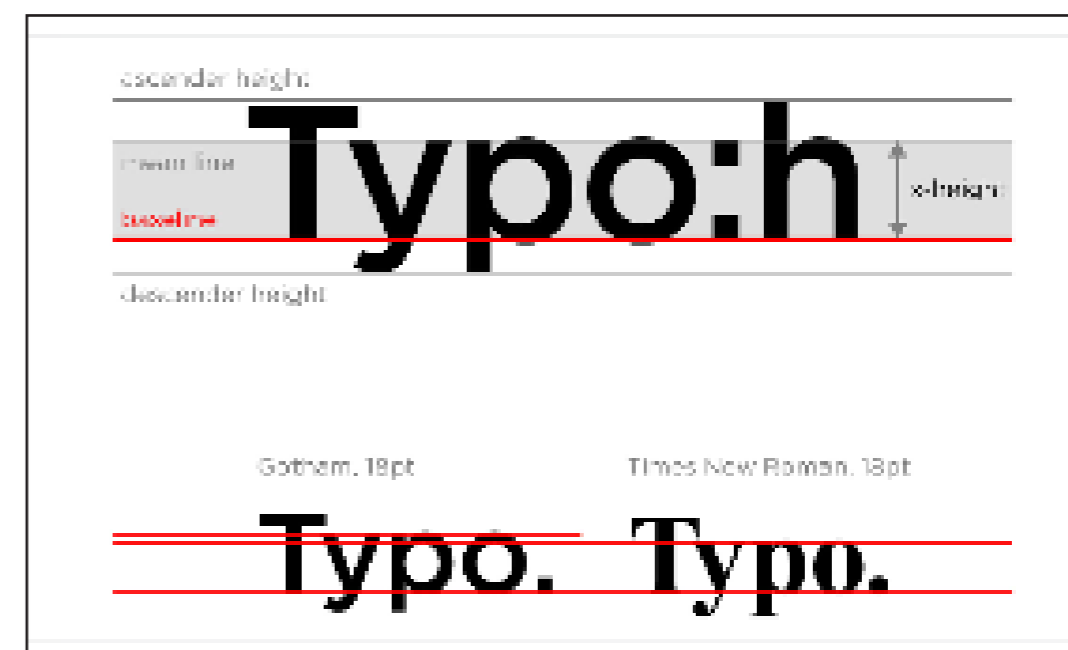 ascender height
Typo:h
mean line
x-height
baseline
descender height
Gotham, 18pt
Times New Roman, 18pt
Typo.
Typo.